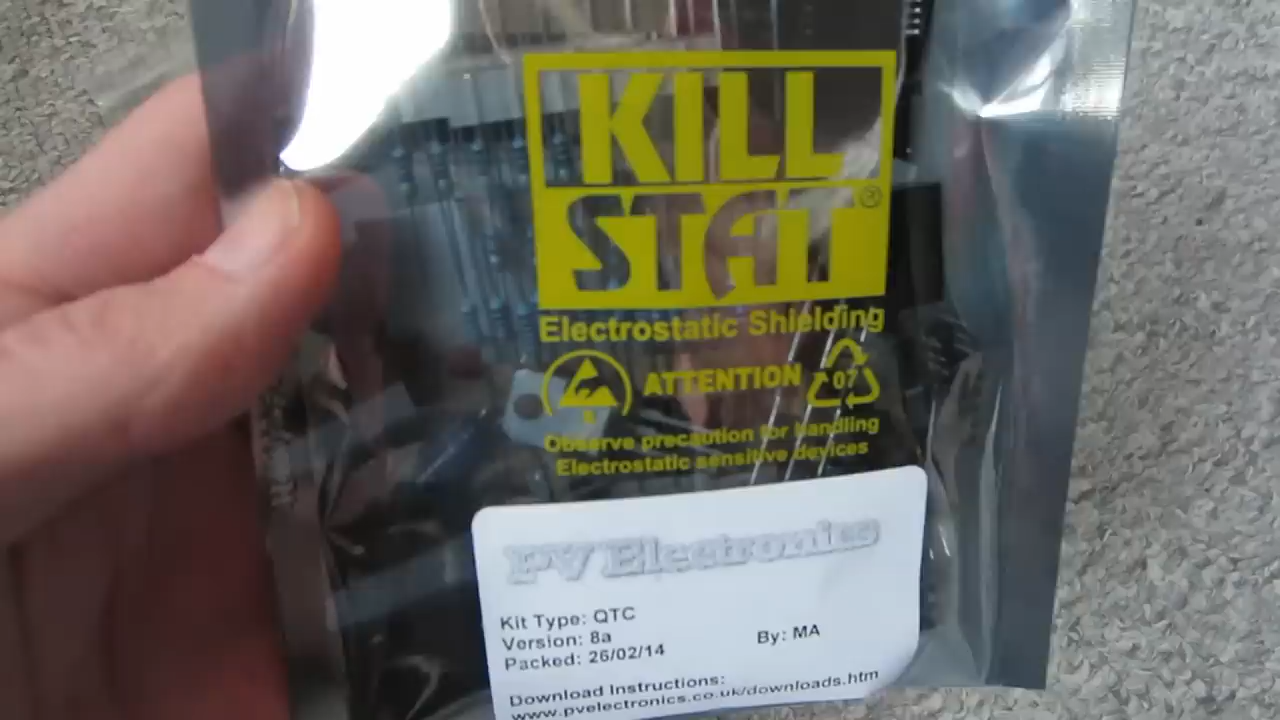 KILL
STAT®
Electrostatic Shielding
ATTENTION
07
Observe precaution for handling
Electrostatic sensitive devices
PV Electronics
Kit Type: QTC
Version: 8a
By: MA
Packed: 26/02/14
Download Instructions:
www.pvelectronics.co.uk/downloads.htm